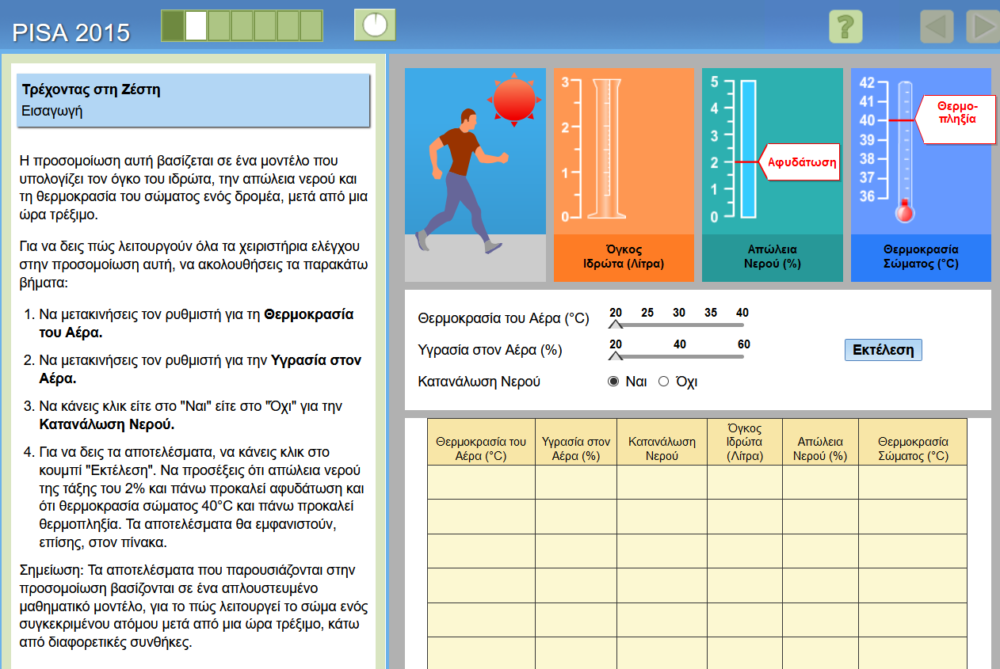 PISA 2015
?
Τρέχοντας στη Ζέστη
Εισαγωγή
Η προσομοίωση αυτή βασίζεται σε ένα μοντέλο που
υπολογίζει τον όγκο του ιδρώτα, την απώλεια νερού και
τη θερμοκρασία του σώματος ενός δρομέα, μετά από μια
ώρα τρέξιμο.
Για να δεις πώς λειτουργούν όλα τα χειριστήρια ελέγχου
στην προσομοίωση αυτή, να ακολουθήσεις τα παρακάτω
βήματα:
1. Να μετακινήσεις τον ρυθμιστή για τη Θερμοκρασία
του Αέρα.
2. Να μετακινήσεις τον ρυθμιστή για την Υγρασία στον
Αέρα.
3. Να κάνεις κλικ είτε στο "Ναι" είτε στο "Όχι" για την
Κατανάλωση Νερού.
4. Για να δεις τα αποτελέσματα, να κάνεις κλικ στο
κουμπί "Εκτέλεση". Να προσέξεις ότι απώλεια νερού
της τάξης του 2% και πάνω προκαλεί αφυδάτωση και
ότι θερμοκρασία σώματος 40°C και πάνω προκαλεί
θερμοπληξία. Τα αποτελέσματα θα εμφανιστούν,
επίσης, στον πίνακα.
Σημείωση: Τα αποτελέσματα που παρουσιάζονται στην
προσομοίωση βασίζονται σε ένα απλουστευμένο
μαθηματικό μοντέλο, για το πώς λειτουργεί το σώμα ενός
συγκεκριμένου ατόμου μετά από μια ώρα τρέξιμο, κάτω
από διαφορετικές συνθήκες.
3
2
1
0
Όγκος
Ιδρώτα (Λίτρα)
5
4
3
2
1
0
Αφυδάτωση
Απώλεια
Νερού (%)
42
41
40
39
38
37
36
Θερμο-
πληξία
Θερμοκρασία
Σώματος (°C)
Θερμοκρασία του Αέρα (°C) 20 25 30 35 40
Υγρασία στον Αέρα (%) 20 40 60
Εκτέλεση
Κατανάλωση Νερού Ναι Όχι
Θερμοκρασία του
Αέρα (°C)
Υγρασία στον
Αέρα (%)
Κατανάλωση
Νερού
Όγκος
Ιδρώτα
(Λίτρα)
Απώλεια
Νερού (%)
Θερμοκρασία
Σώματος (°C)